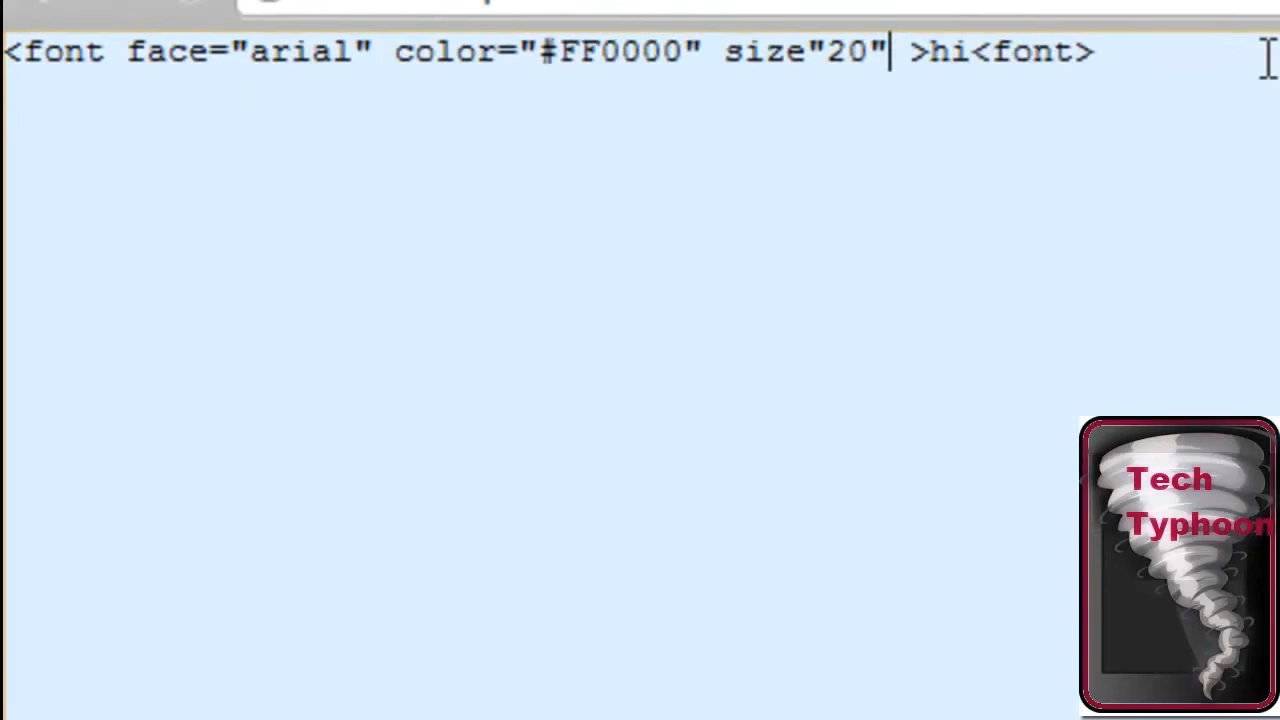 <font face="arial" color="#FF0000" size"20" >hi<font>
Tech
Typhoon